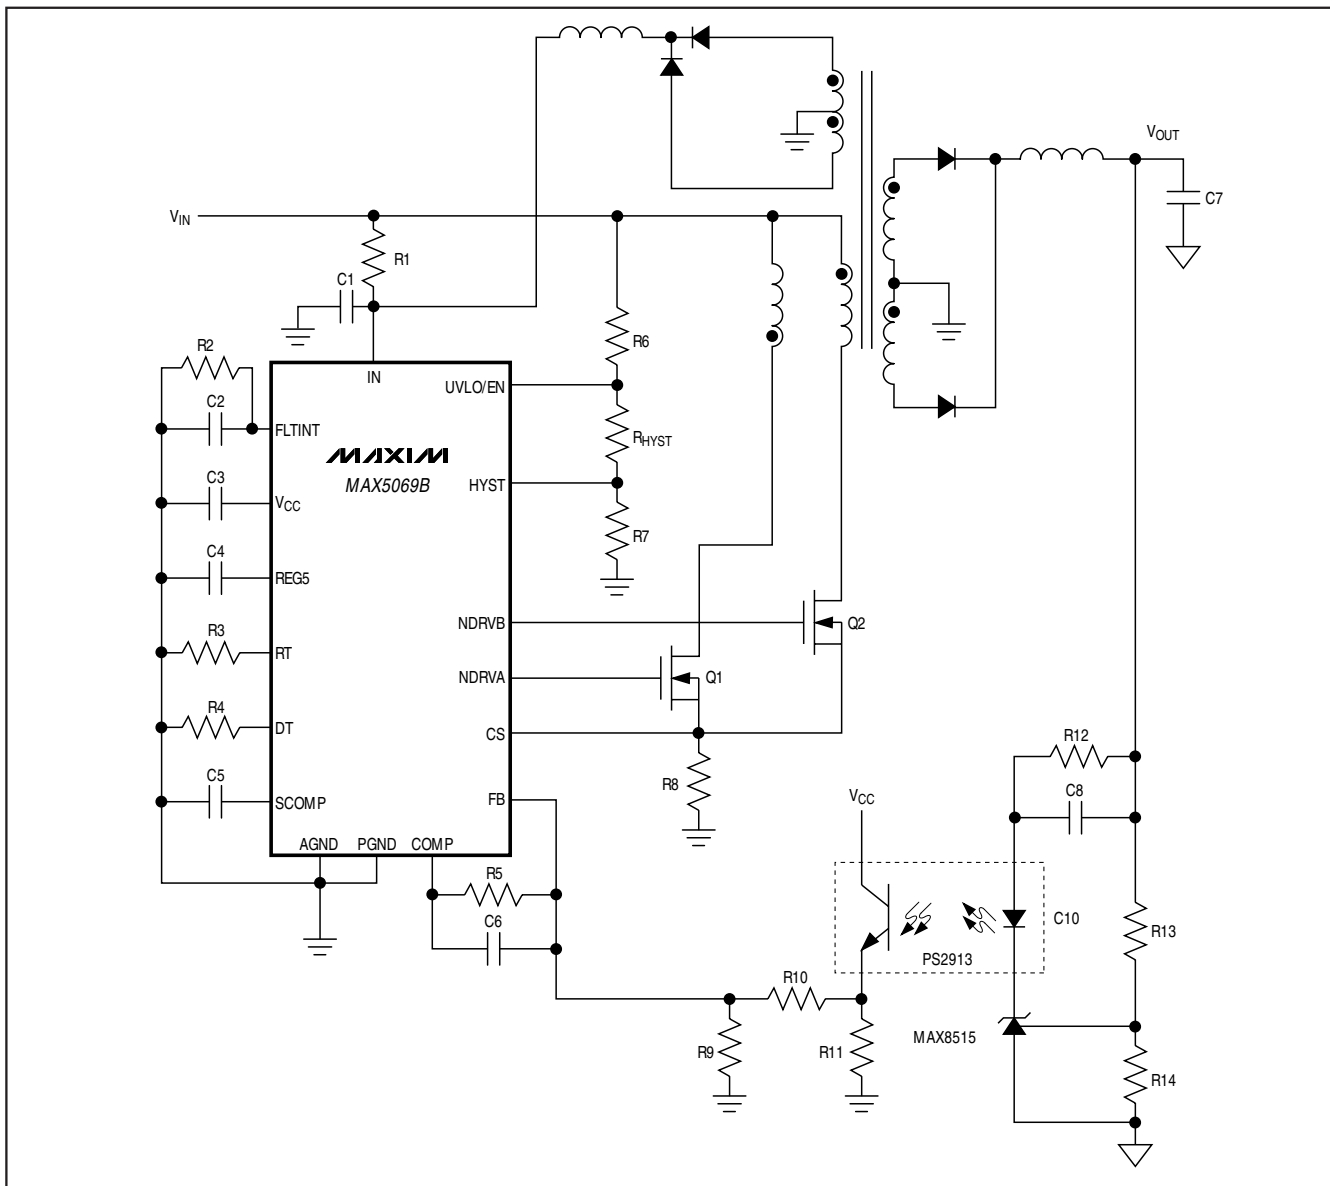 V_OUT
C7
V_IN
R1
C1
R6
R2
IN
UVLO/EN
C2
FLTINT
R_HYST
MAXIM
MAX5069B
C3
V_CC
HYST
R7
C4
REG5
NDRVB
Q2
R3
RT
NDRVA
Q1
R4
DT
CS
R12
R8
C5
SCOMP
FB
V_CC
C8
AGND
PGND
COMP
R5
C6
C10
R13
PS2913
R10
R9
R11
MAX8515
R14